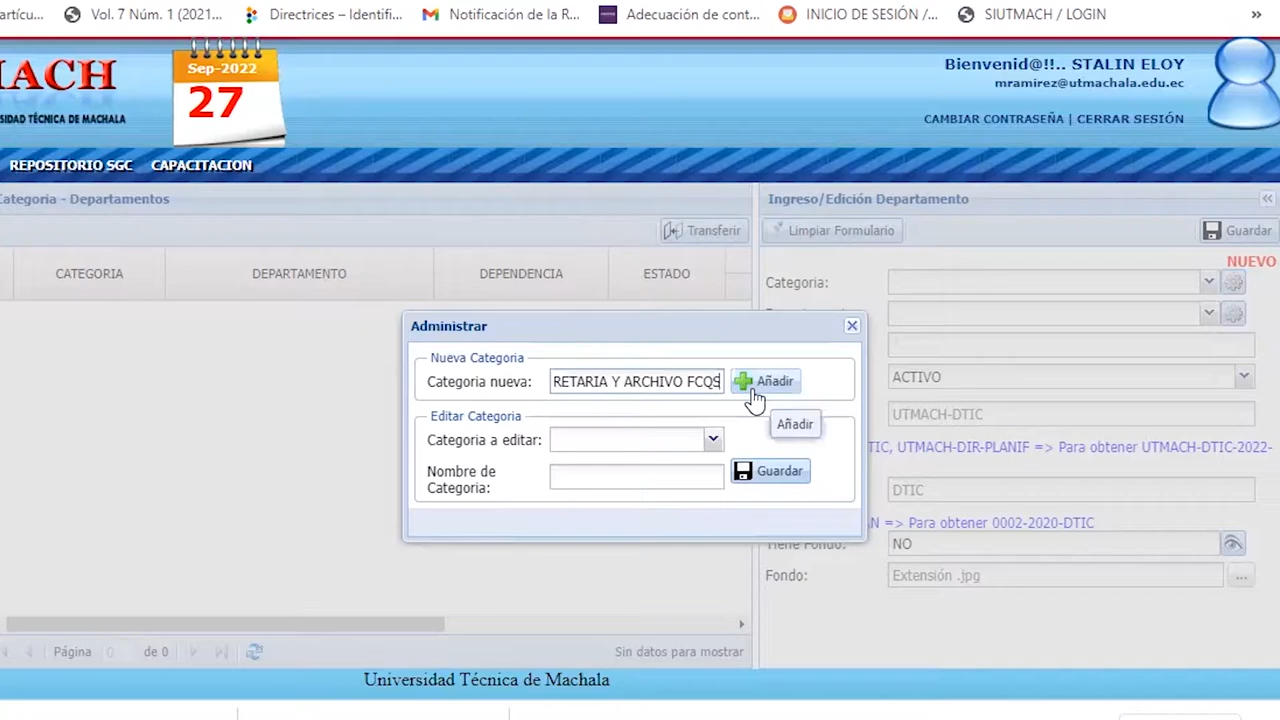 artícu...
Vol. 7 Núm. 1 (2021...
Directrices – Identifi...
Notificación de la R...
Adecuación de cont...
INICIO DE SESIÓN /...
SIUTMACH / LOGIN
»
MACH
SIDAD TÉCNICA DE MACHALA
Sep-2022
27
Bienvenid@!!.. STALIN ELOY
mramirez@utmachala.edu.ec
CAMBIAR CONTRASEÑA | CERRAR SESIÓN
REPOSITORIO SGC CAPACITACION
Categoria - Departamentos
Ingreso/Edición Departamento
Transferir
Limpiar Formulario
Guardar
CATEGORIA DEPARTAMENTO DEPENDENCIA ESTADO
NUEVO
Categoria:
ACTIVO
UTMACH-DTIC
TIC, UTMACH-DIR-PLANIF => Para obtener UTMACH-DTIC-2022-
DTIC
N => Para obtener 0002-2020-DTIC
Tiene Fondo:
NO
Fondo:
Extensión .jpg
...
Administrar
Nueva Categoria
Categoria nueva:
RETARIA Y ARCHIVO FCQS
Añadir
Añadir
Editar Categoria
Categoria a editar:
Nombre de
Categoria:
Guardar
Página 0 de 0
Sin datos para mostrar
Universidad Técnica de Machala